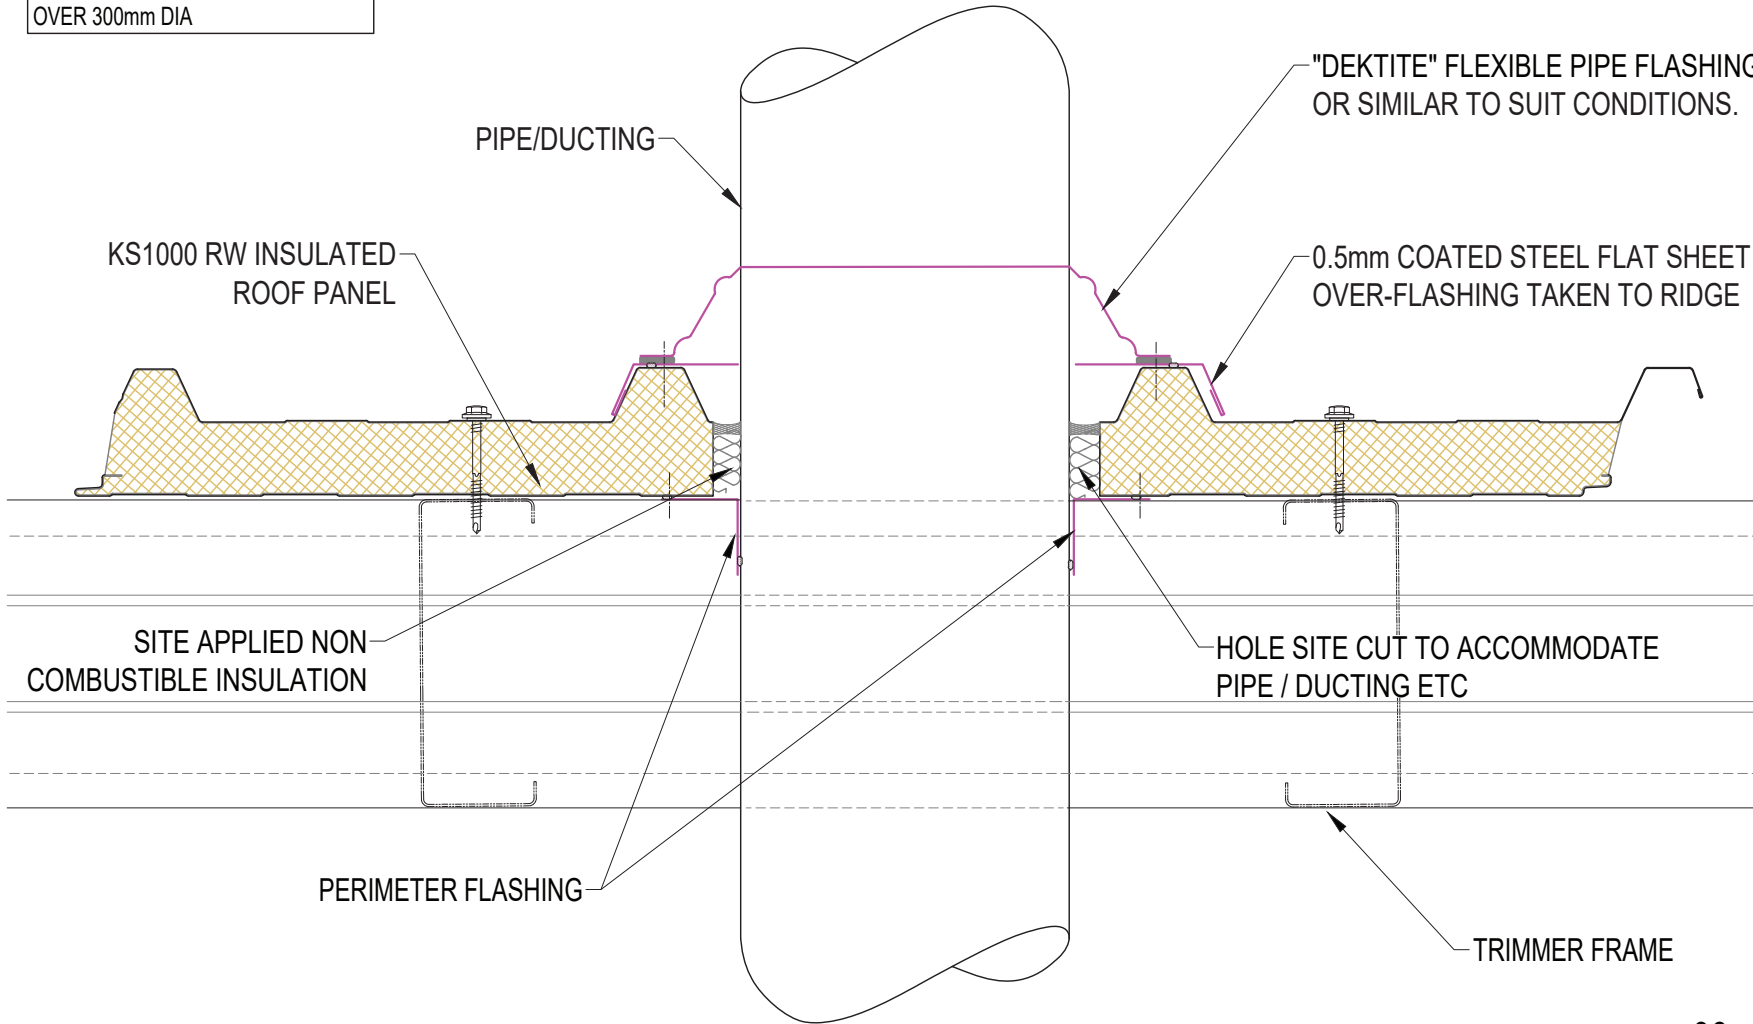 OVER 300mm DIA
"DEKTITE" FLEXIBLE PIPE FLASHING
OR SIMILAR TO SUIT CONDITIONS.
PIPE/DUCTING
KS1000 RW INSULATED
ROOF PANEL
0.5mm COATED STEEL FLAT SHEET
OVER-FLASHING TAKEN TO RIDGE
SITE APPLIED NON
COMBUSTIBLE INSULATION
HOLE SITE CUT TO ACCOMMODATE
PIPE / DUCTING ETC
PERIMETER FLASHING
TRIMMER FRAME